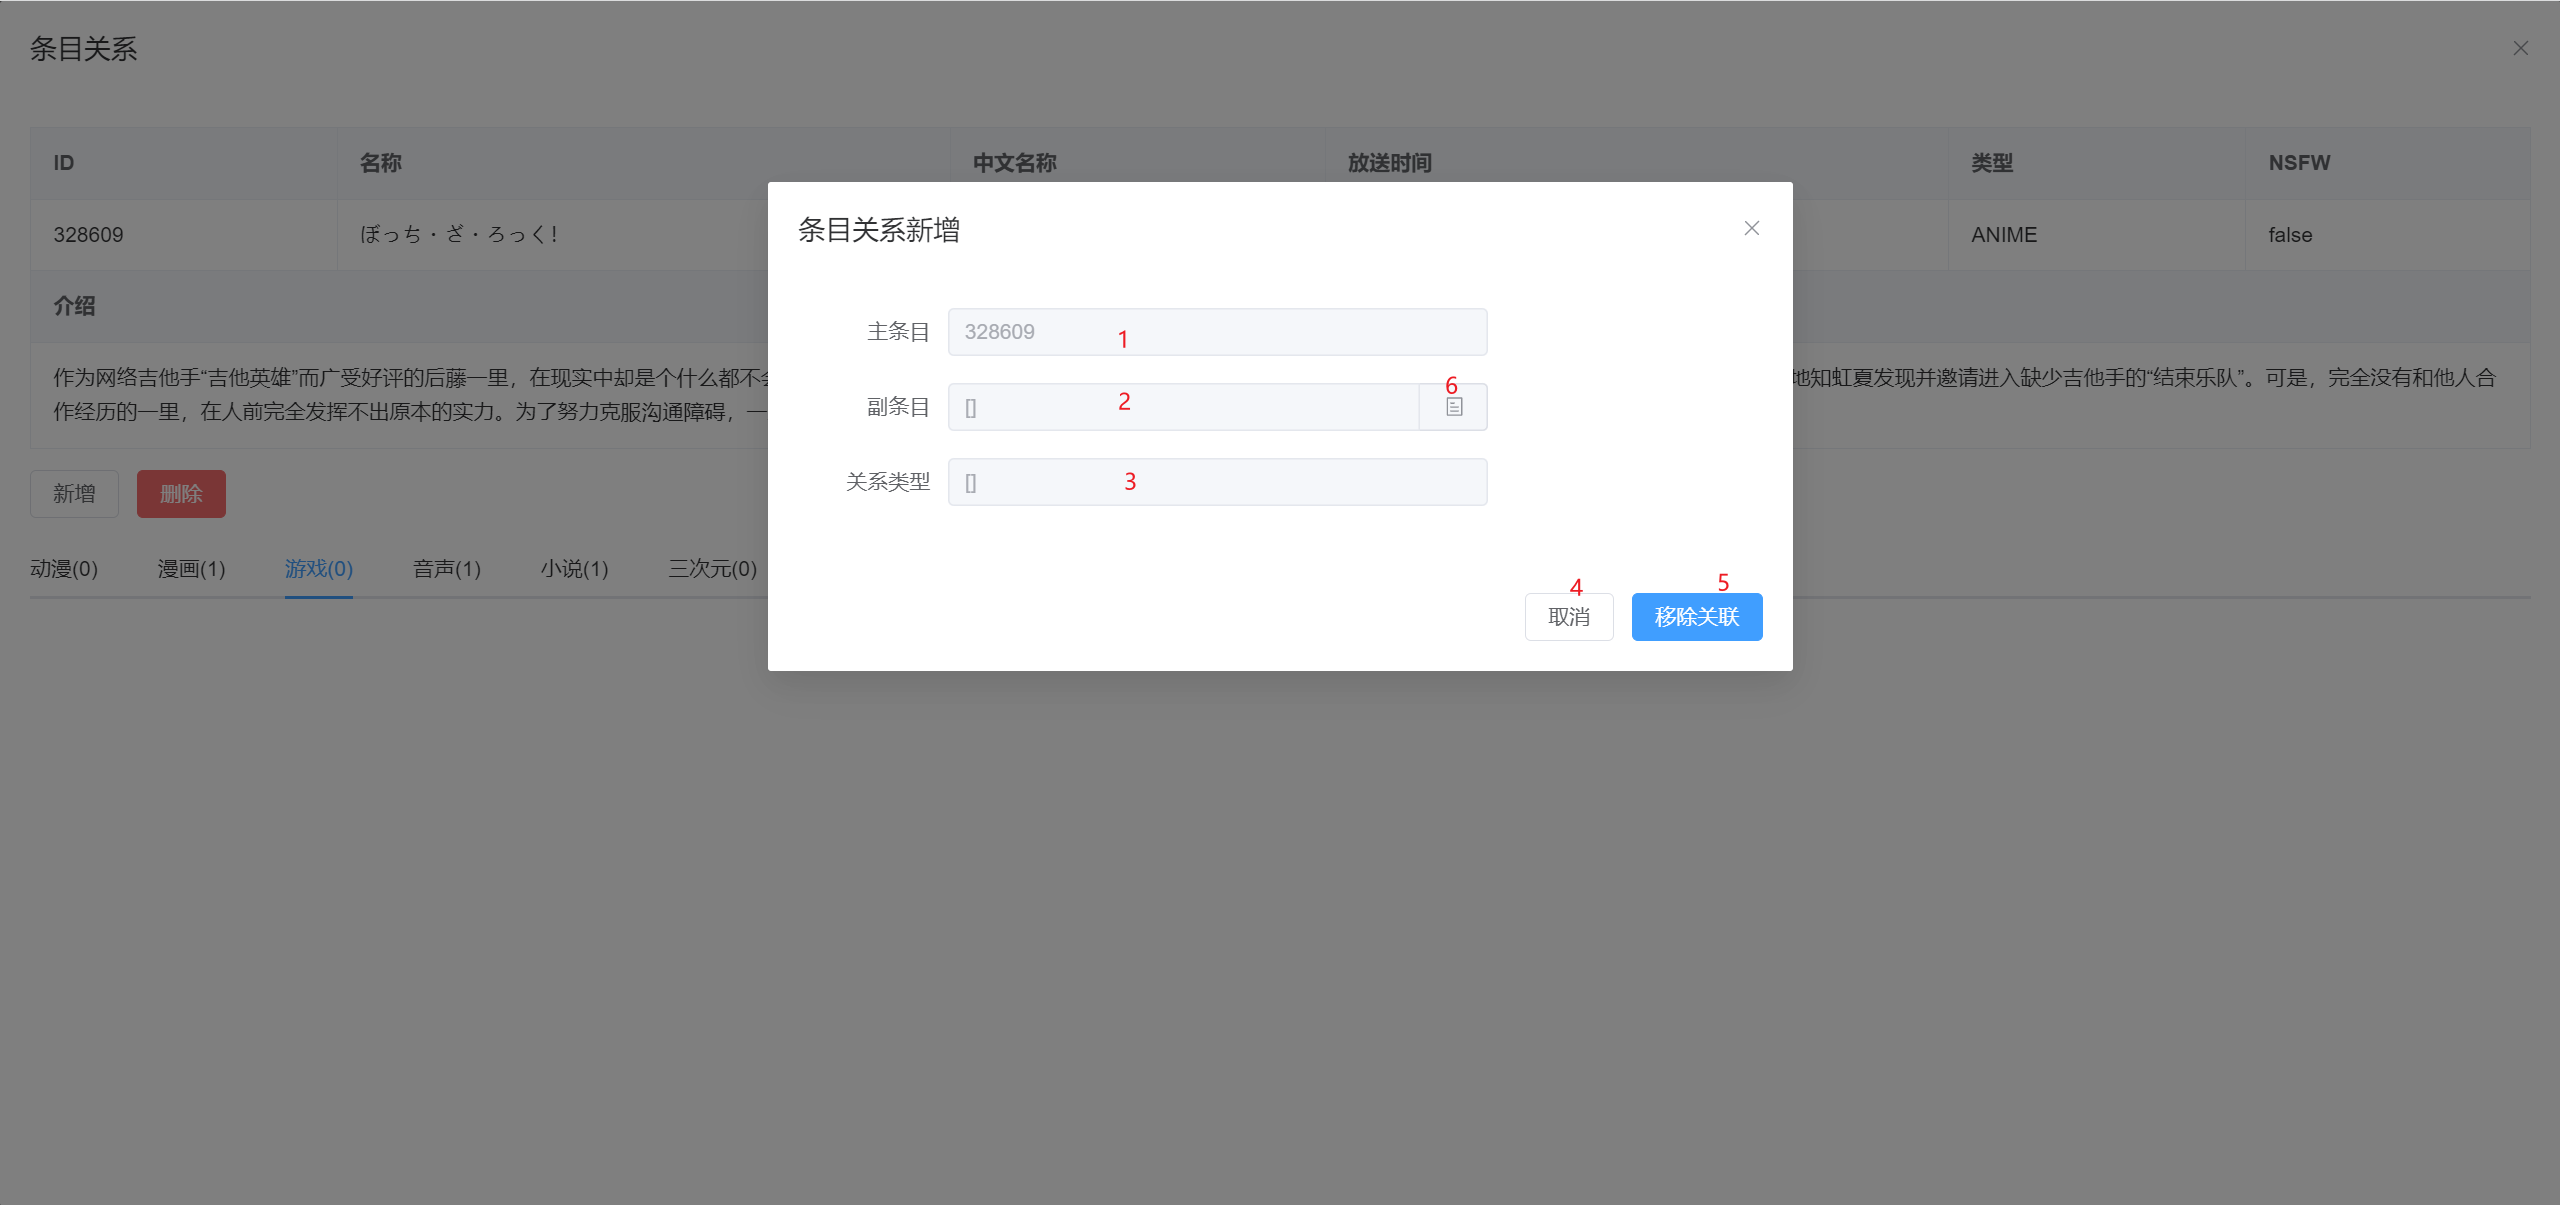 条目关系
ID 名称 中文名称 放送时间 类型 NSFW
328609 ぼっち・ざ・ろっく! ANIME false
介绍
作为网络吉他手“吉他英雄”而广受好评的后藤一里，在现实中却是个什么都不会
地知虹夏发现并邀请进入缺少吉他手的“结束乐队”。可是，完全没有和他人合
作经历的一里，在人前完全发挥不出原本的实力。为了努力克服沟通障碍，一
新增 删除
动漫(0) 漫画(1) 游戏(0) 音声(1) 小说(1) 三次元(0)
条目关系新增
主条目 328609 1
副条目 [] 2 6
关系类型 [] 3
4 5
取消 移除关联